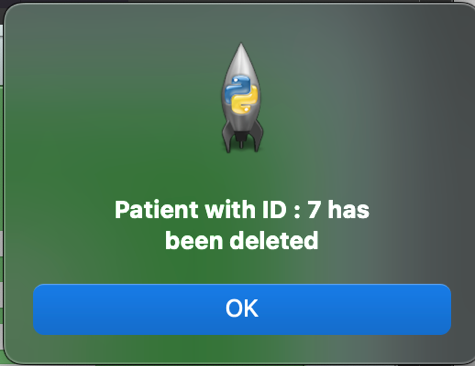 Patient with ID : 7 has
been deleted
OK